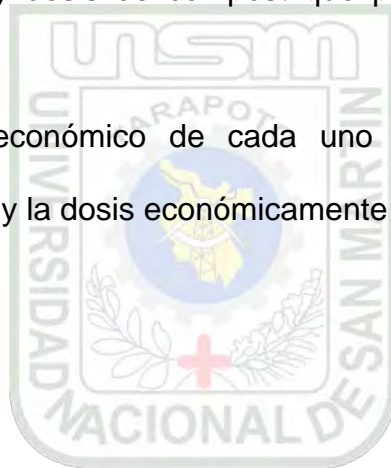 económico de cada uno
y la dosis económicamente
unsm
TARAPOTO
UNIVERSIDAD NACIONAL DE SAN MARTIN